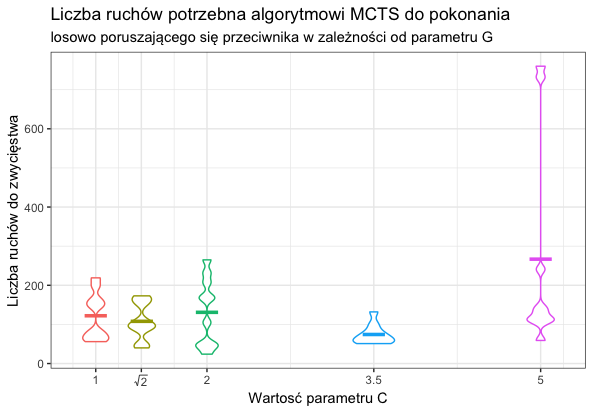 Liczba ruchów potrzebna algorytmowi MCTS do pokonania
losowo poruszającego się przeciwnika w zależności od parametru G
Liczba ruchów do zwycięstwa
600
400
200
0
1
√2
2
3.5
5
Wartość parametru C